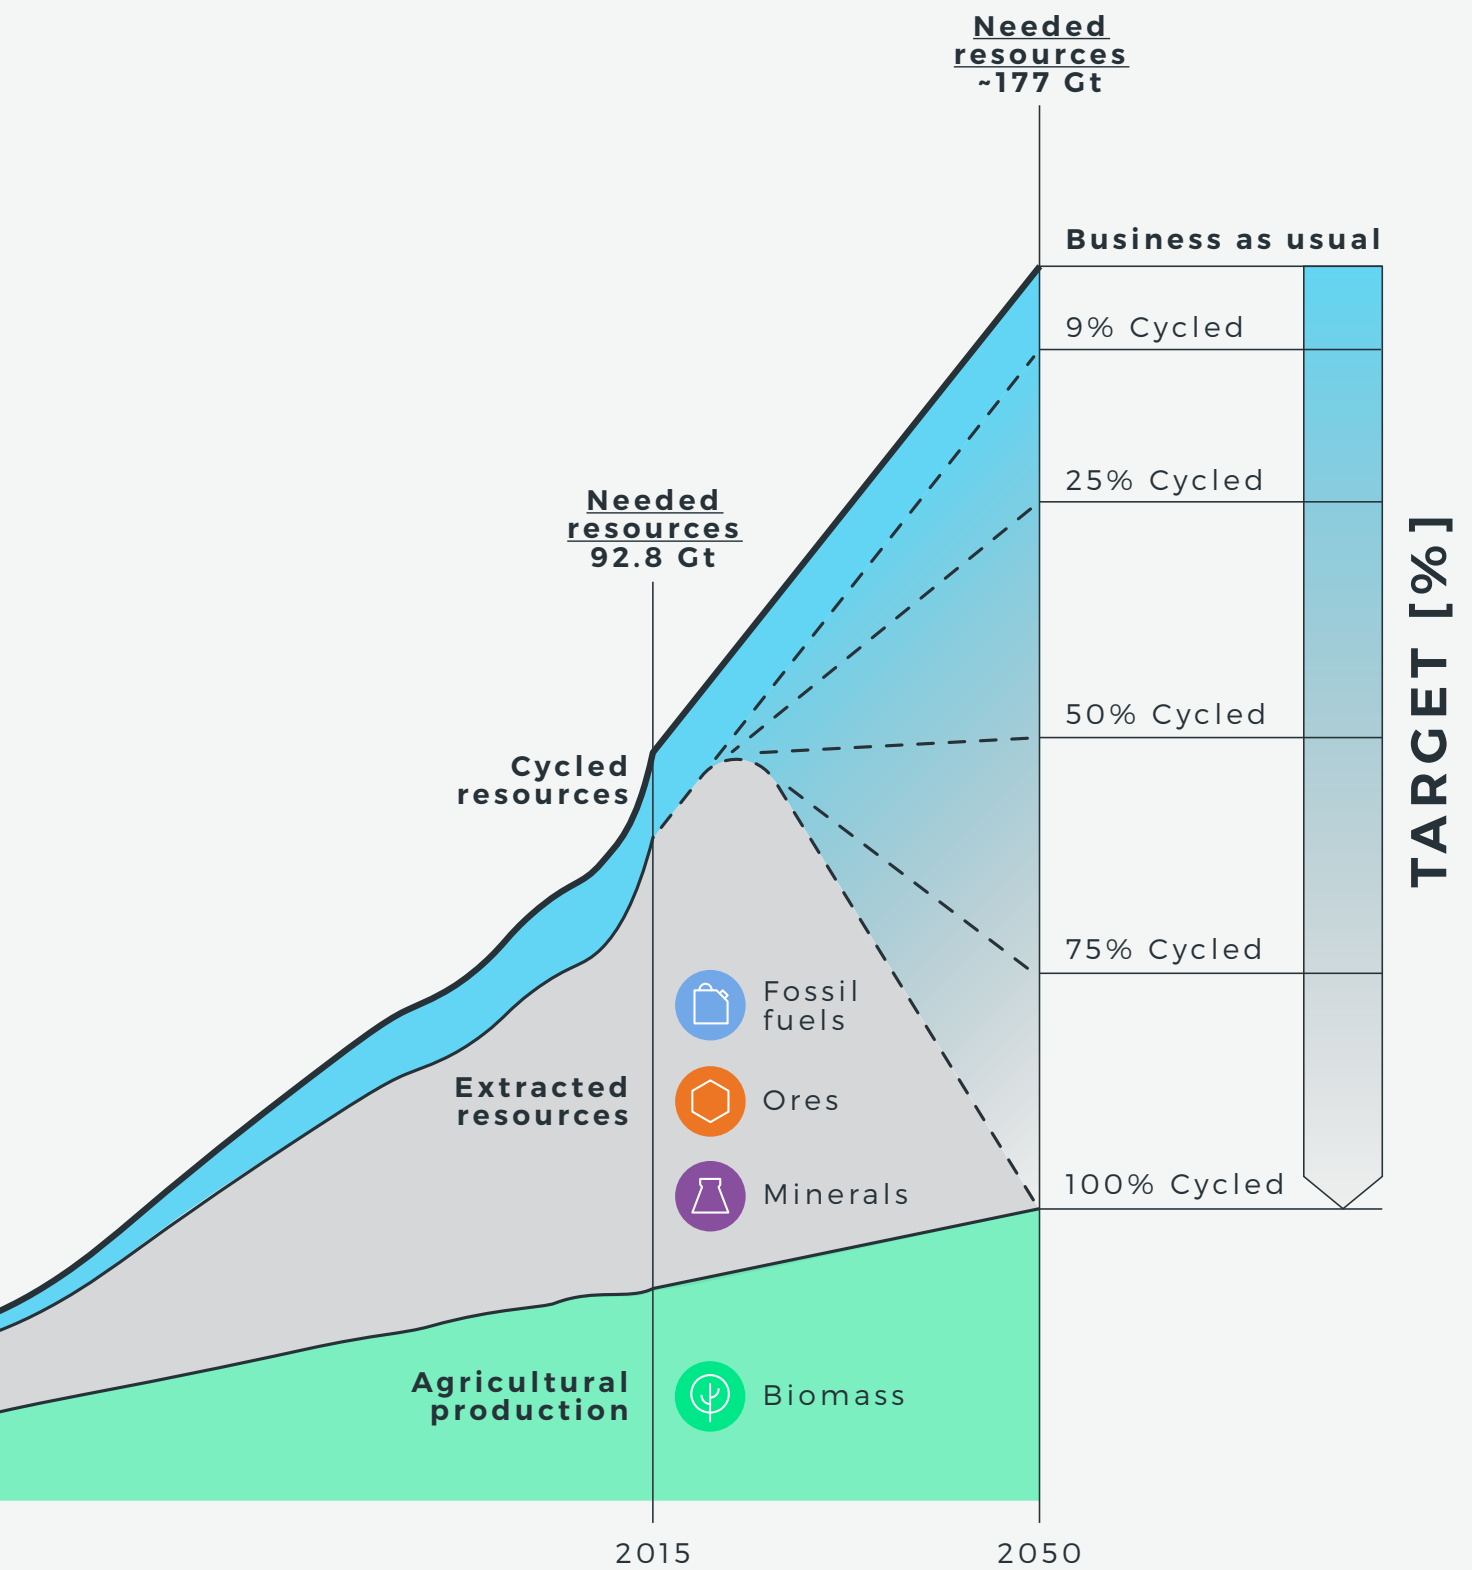 Needed
resources
~177 Gt
Business as usual
9% Cycled
25% Cycled
Needed
resources
92.8 Gt
TARGET [%]
50% Cycled
Cycled
resources
75% Cycled
Fossil
fuels
Extracted
resources
Ores
Minerals
100% Cycled
Agricultural
production
Biomass
2015
2050